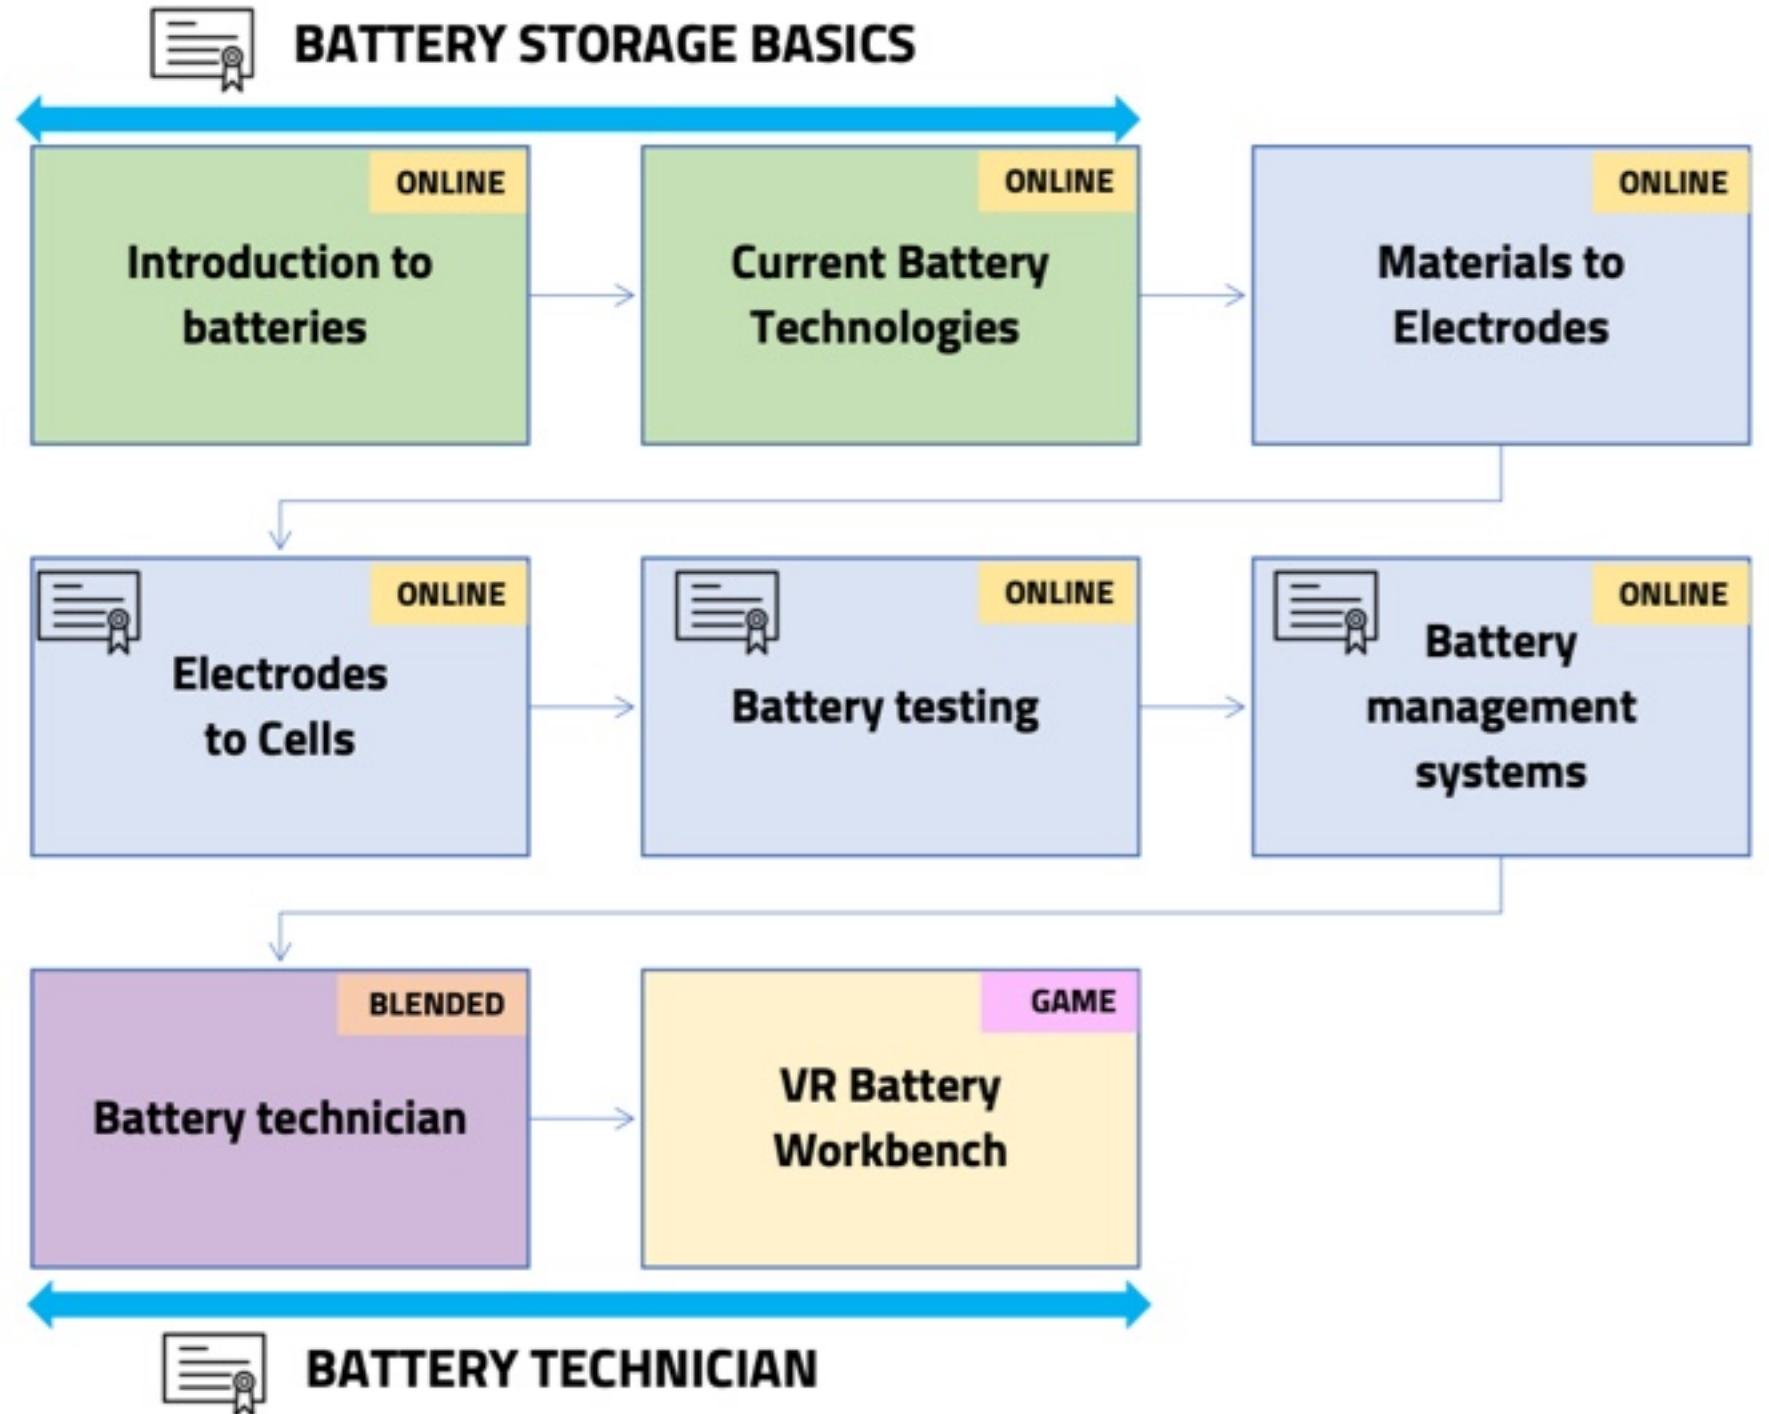 BATTERY STORAGE BASICS
ONLINE
Introduction to
batteries
ONLINE
Current Battery
Technologies
ONLINE
Materials to
Electrodes
ONLINE
Electrodes
to Cells
ONLINE
Battery testing
ONLINE
Battery
management
systems
BLENDED
Battery technician
GAME
VR Battery
Workbench
BATTERY TECHNICIAN